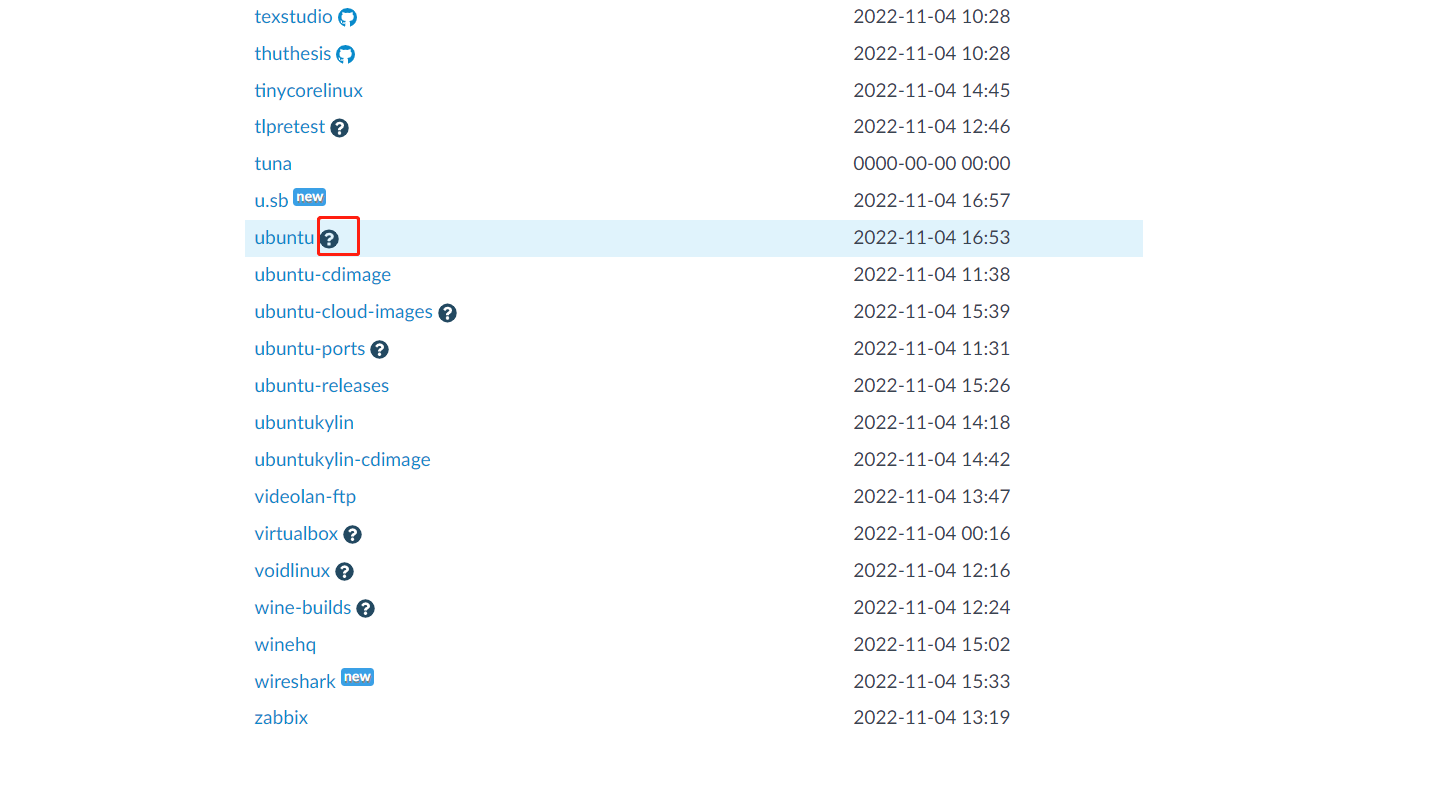 texstudio 2022-11-04 10:28
thuthesis 2022-11-04 10:28
tinycorelinux 2022-11-04 14:45
tlpretest ? 2022-11-04 12:46
tuna 0000-00-00 00:00
u.sb new 2022-11-04 16:57
ubuntu ? 2022-11-04 16:53
ubuntu-cdimage 2022-11-04 11:38
ubuntu-cloud-images ? 2022-11-04 15:39
ubuntu-ports ? 2022-11-04 11:31
ubuntu-releases 2022-11-04 15:26
ubuntukylin 2022-11-04 14:18
ubuntukylin-cdimage 2022-11-04 14:42
videolan-ftp 2022-11-04 13:47
virtualbox ? 2022-11-04 00:16
voidlinux ? 2022-11-04 12:16
wine-builds ? 2022-11-04 12:24
winehq 2022-11-04 15:02
wireshark new 2022-11-04 15:33
zabbix 2022-11-04 13:19